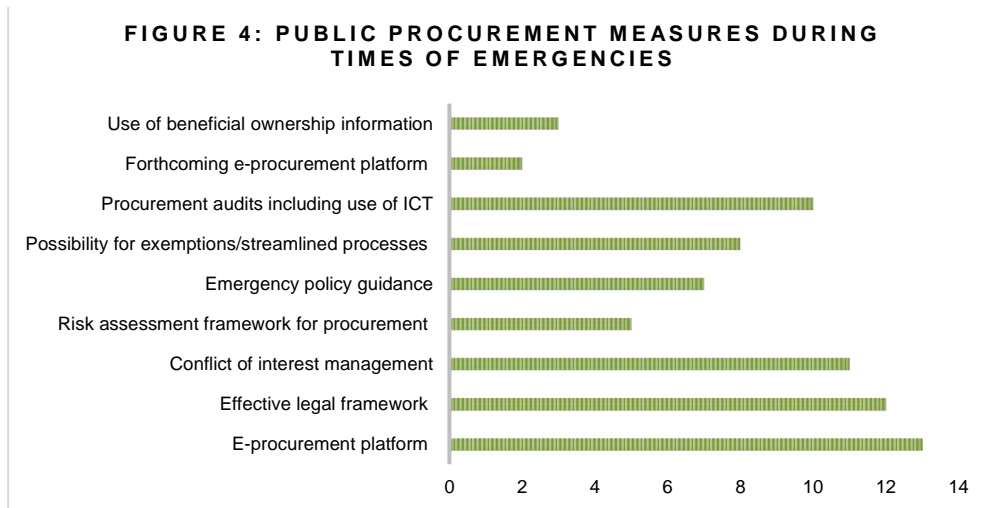 FIGURE 4: PUBLIC PROCUREMENT MEASURES DURING
TIMES OF EMERGENCIES
Use of beneficial ownership information
Forthcoming e-procurement platform
Procurement audits including use of ICT
Possibility for exemptions/streamlined processes
Emergency policy guidance
Risk assessment framework for procurement
Conflict of interest management
Effective legal framework
E-procurement platform
0 2 4 6 8 10 12 14